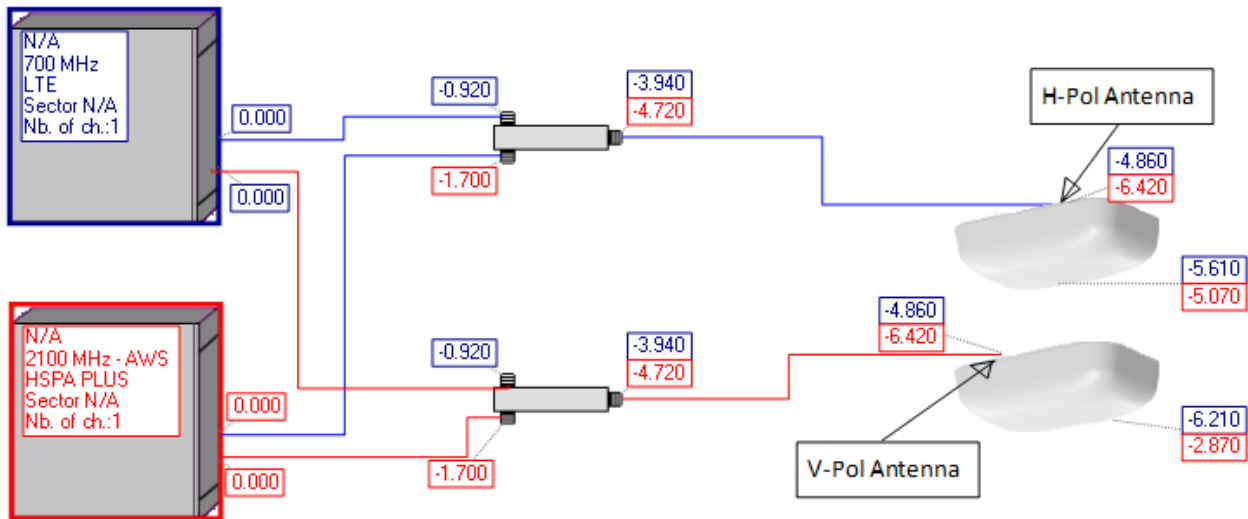 N/A
700 MHz
LTE
Sector N/A
Nb. of ch.:1
0.000
0.000
-0.920
-1.700
-3.940
-4.720
H-Pol Antenna
-4.860
-6.420
-5.610
-5.070
N/A
2100 MHz - AWS
HSPA PLUS
Sector N/A
Nb. of ch.:1
0.000
0.000
-0.920
-1.700
-3.940
-4.720
-4.860
-6.420
V-Pol Antenna
-6.210
-2.870